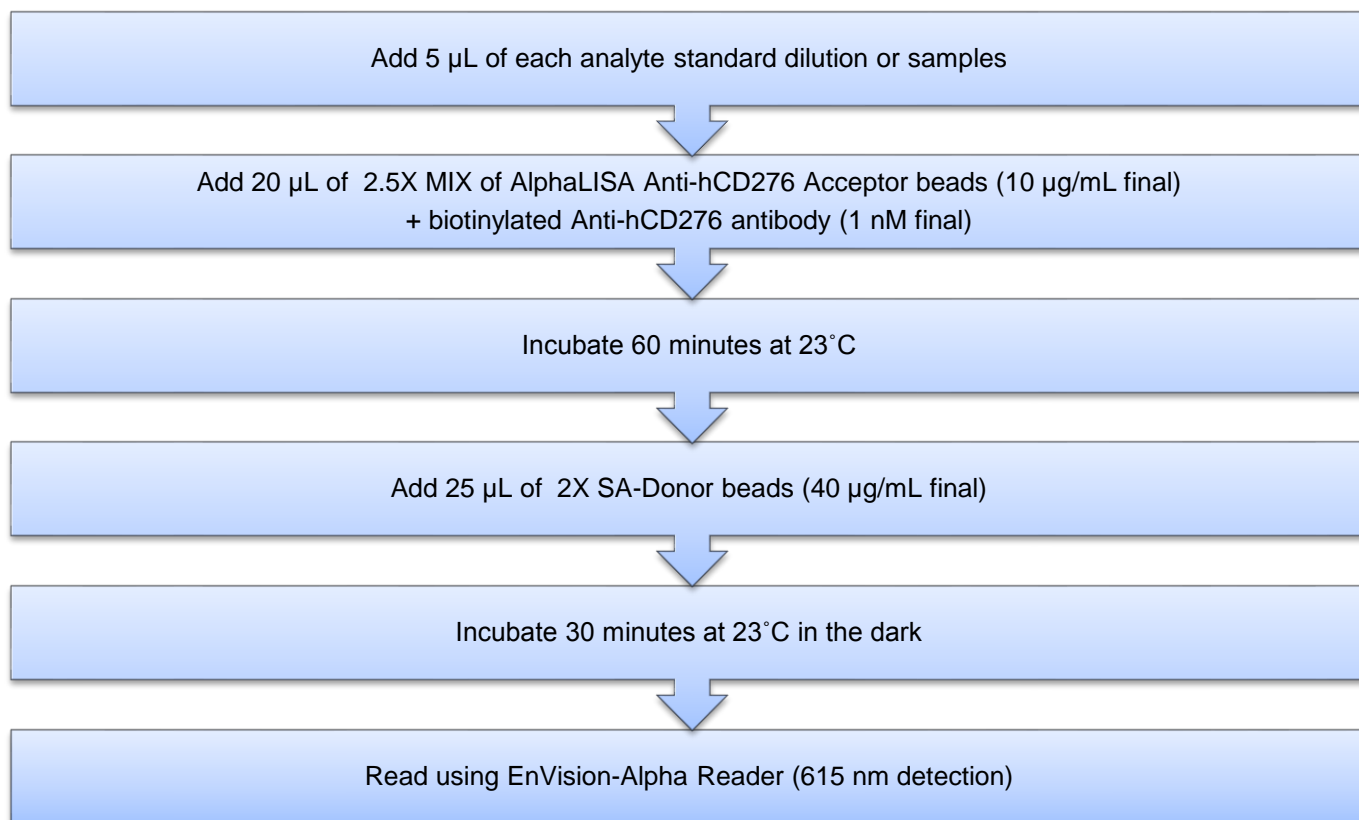 Add 5 µL of each analyte standard dilution or samples
Add 20 µL of 2.5X MIX of AlphaLISA Anti-hCD276 Acceptor beads (10 µg/mL final)
+ biotinylated Anti-hCD276 antibody (1 nM final)
Incubate 60 minutes at 23˚C
Add 25 µL of 2X SA-Donor beads (40 µg/mL final)
Incubate 30 minutes at 23˚C in the dark
Read using EnVision-Alpha Reader (615 nm detection)